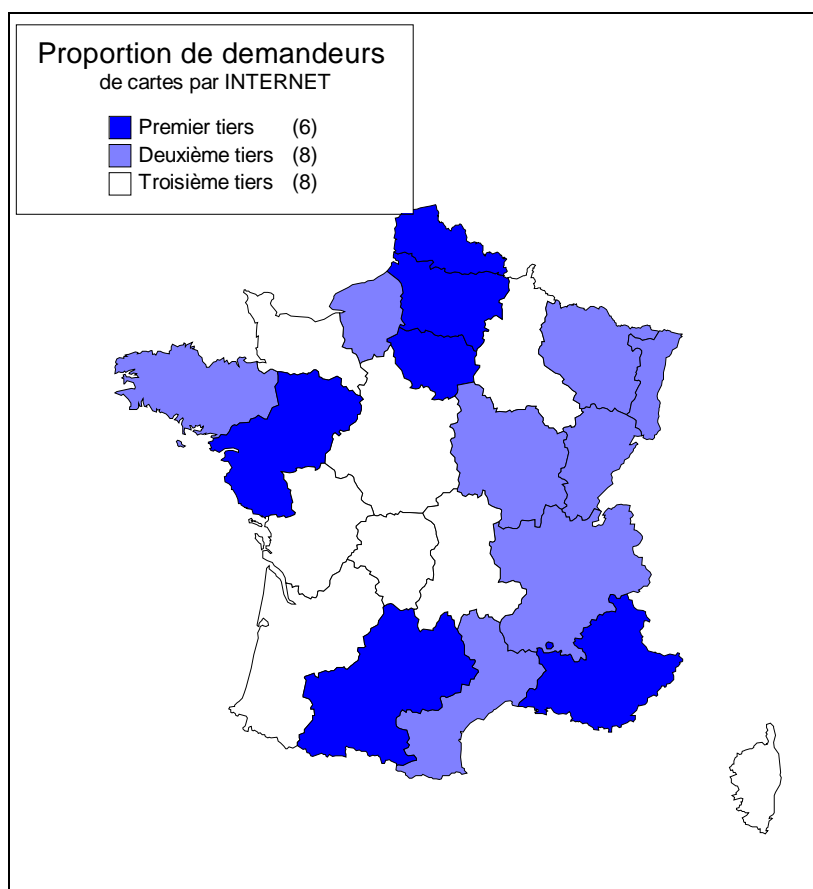 Proportion de demandeurs
de cartes par INTERNET
Premier tiers (6)
Deuxième tiers (8)
Troisième tiers (8)